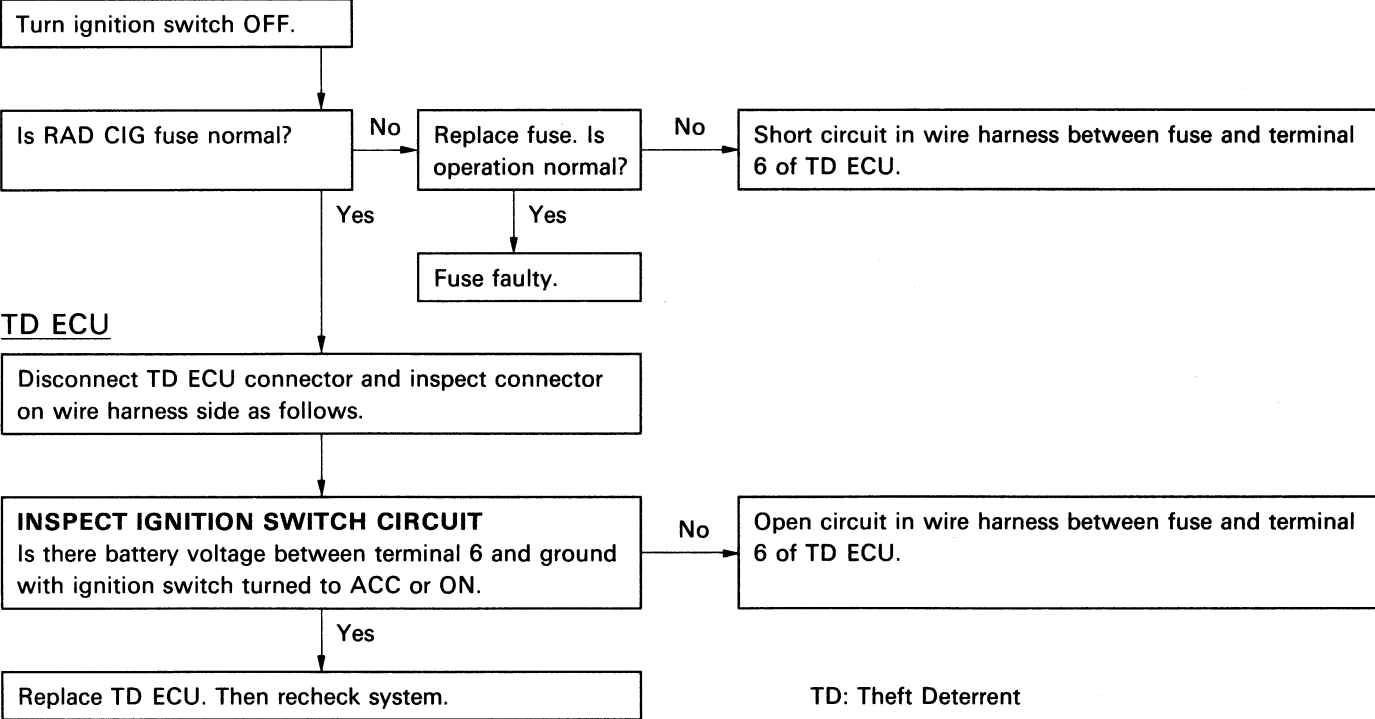 Turn ignition switch OFF.
Is RAD CIG fuse normal?
No
Replace fuse. Is
operation normal?
No
Short circuit in wire harness between fuse and terminal
6 of TD ECU.
Yes
Yes
Fuse faulty.
TD ECU
Disconnect TD ECU connector and inspect connector
on wire harness side as follows.
INSPECT IGNITION SWITCH CIRCUIT
Is there battery voltage between terminal 6 and ground
with ignition switch turned to ACC or ON.
No
Open circuit in wire harness between fuse and terminal
6 of TD ECU.
Yes
Replace TD ECU. Then recheck system.
TD: Theft Deterrent